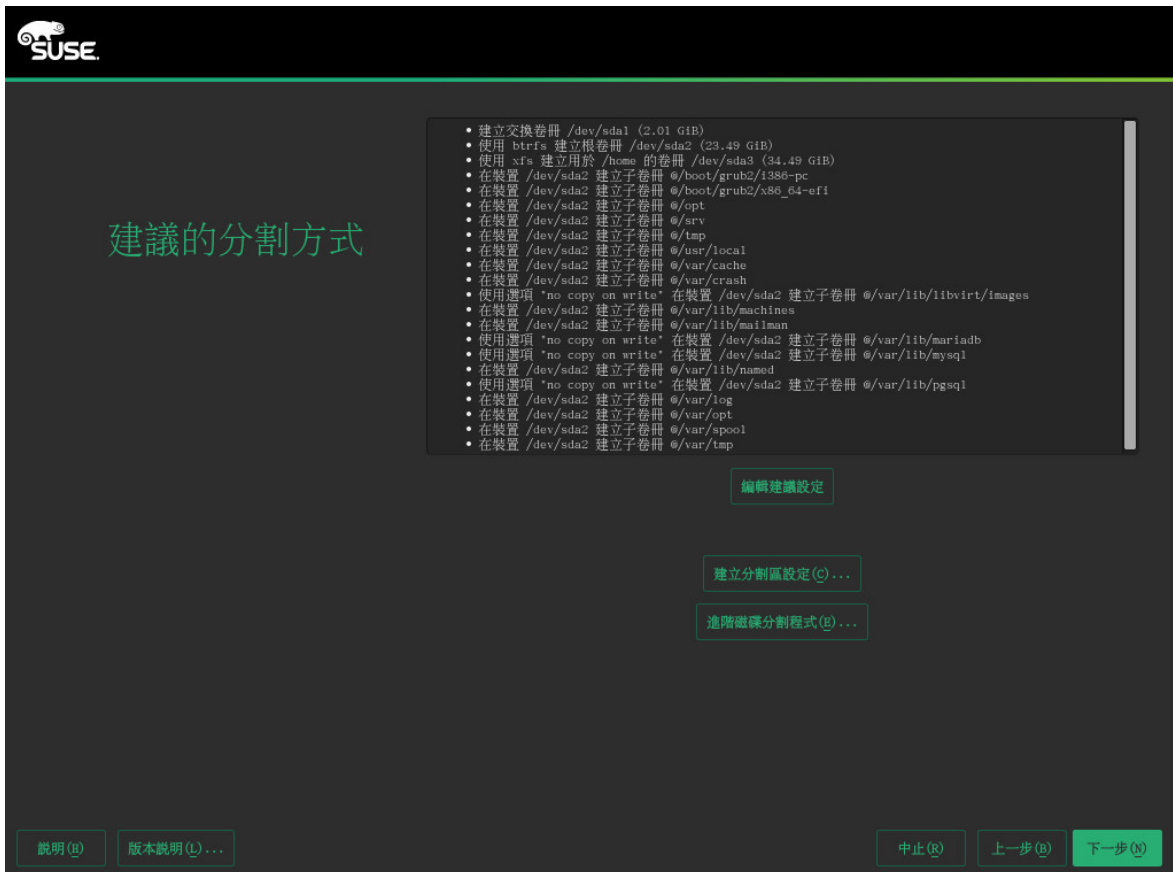 SUSE.
建議的分割方式
• 建立交換卷冊 /dev/sda1 (2.01 GiB)
• 使用 btrfs 建立根卷冊 /dev/sda2 (23.49 GiB)
• 使用 xfs 建立用於 /home 的卷冊 /dev/sda3 (34.49 GiB)
• 在裝置 /dev/sda2 建立子卷冊 @/boot/grub2/i386-pc
• 在裝置 /dev/sda2 建立子卷冊 @/boot/grub2/x86_64-efi
• 在裝置 /dev/sda2 建立子卷冊 @/opt
• 在裝置 /dev/sda2 建立子卷冊 @/srv
• 在裝置 /dev/sda2 建立子卷冊 @/tmp
• 在裝置 /dev/sda2 建立子卷冊 @/usr/local
• 在裝置 /dev/sda2 建立子卷冊 @/var/cache
• 在裝置 /dev/sda2 建立子卷冊 @/var/crash
• 使用選項 "no copy on write" 在裝置 /dev/sda2 建立子卷冊 @/var/lib/libvirt/images
• 在裝置 /dev/sda2 建立子卷冊 @/var/lib/machines
• 在裝置 /dev/sda2 建立子卷冊 @/var/lib/mailman
• 使用選項 "no copy on write" 在裝置 /dev/sda2 建立子卷冊 @/var/lib/mariadb
• 使用選項 "no copy on write" 在裝置 /dev/sda2 建立子卷冊 @/var/lib/mysql
• 在裝置 /dev/sda2 建立子卷冊 @/var/lib/named
• 使用選項 "no copy on write" 在裝置 /dev/sda2 建立子卷冊 @/var/lib/pgsql
• 在裝置 /dev/sda2 建立子卷冊 @/var/log
• 在裝置 /dev/sda2 建立子卷冊 @/var/opt
• 在裝置 /dev/sda2 建立子卷冊 @/var/spool
• 在裝置 /dev/sda2 建立子卷冊 @/var/tmp
編輯建議設定
建立分割區設定(C)...
進階磁碟分割程式(E)...
說明(H)
版本說明(L)...
中止(R)
上一步(B)
下一步(N)